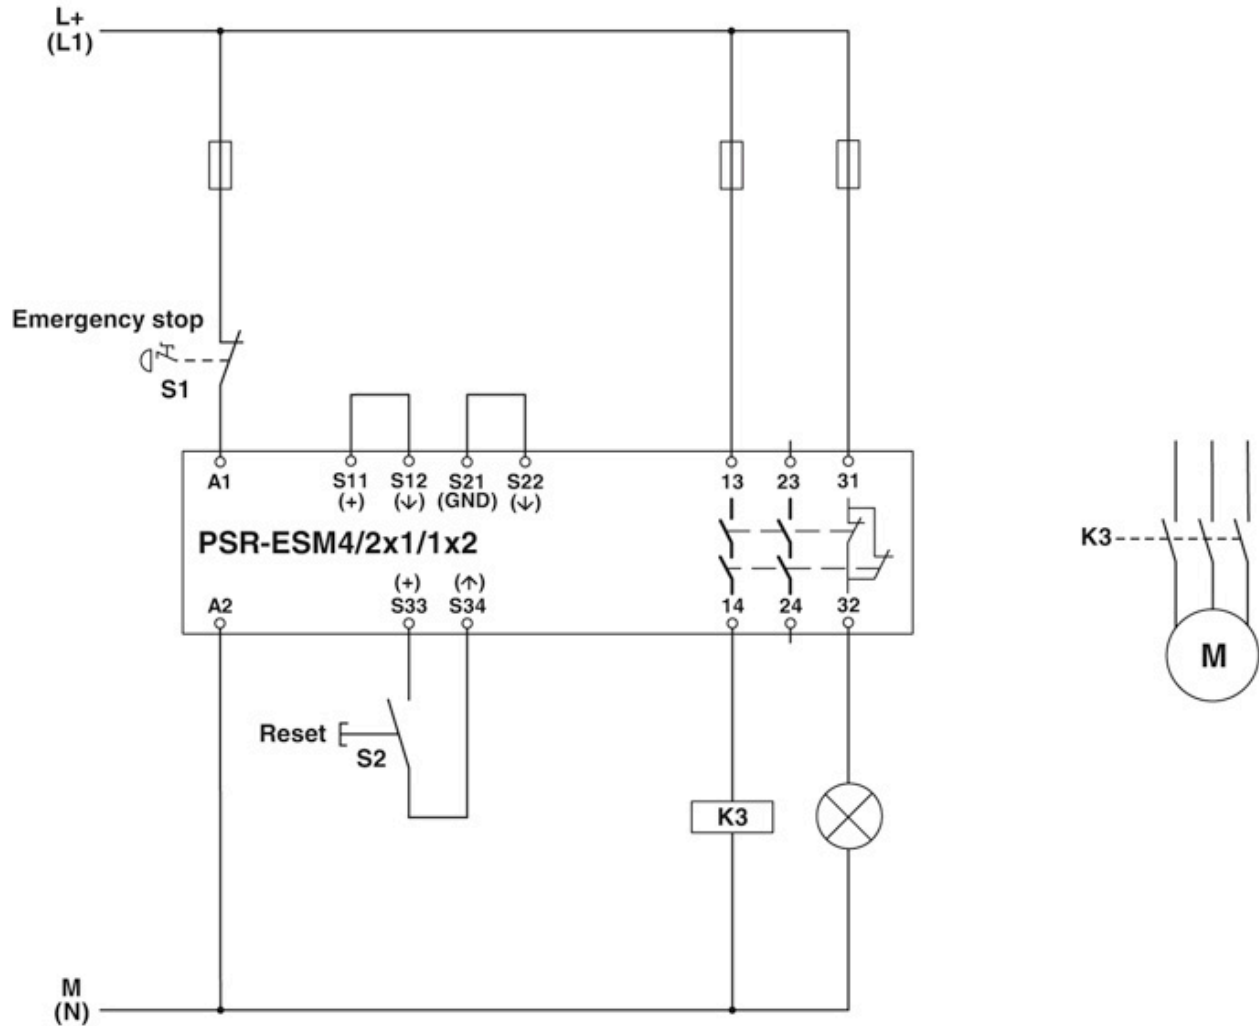 L+
(L1)
Emergency stop
S1
A1
S11
(+)
S12
(↓)
S21
(GND)
S22
(↓)
13
23
31
PSR-ESM4/2x1/1x2
K3
(+)
(↑)
A2
S33
S34
14
24
32
M
Reset
S2
K3
M
(N)